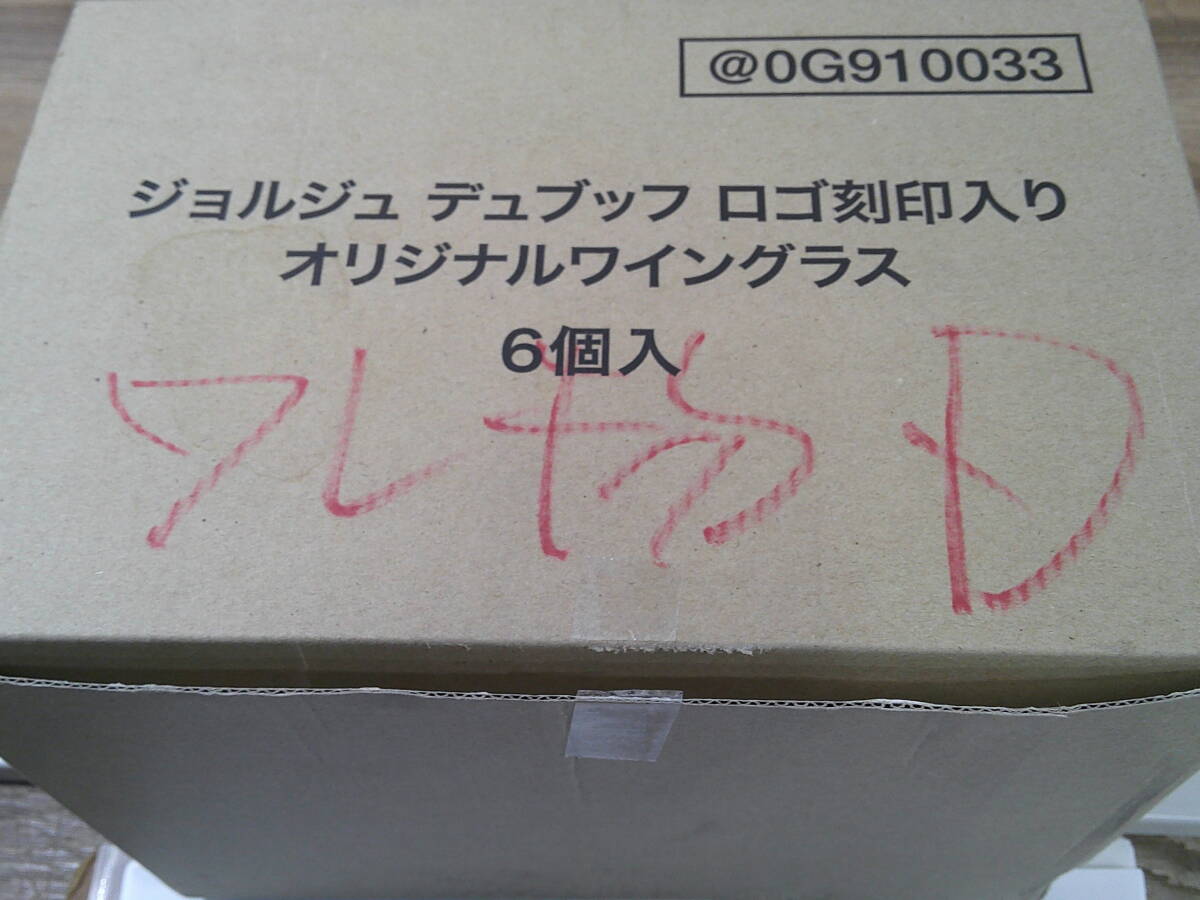 @0G910033
ジョルジュ デュブッフ ロゴ刻印入り
オリジナルワイングラス
6個入